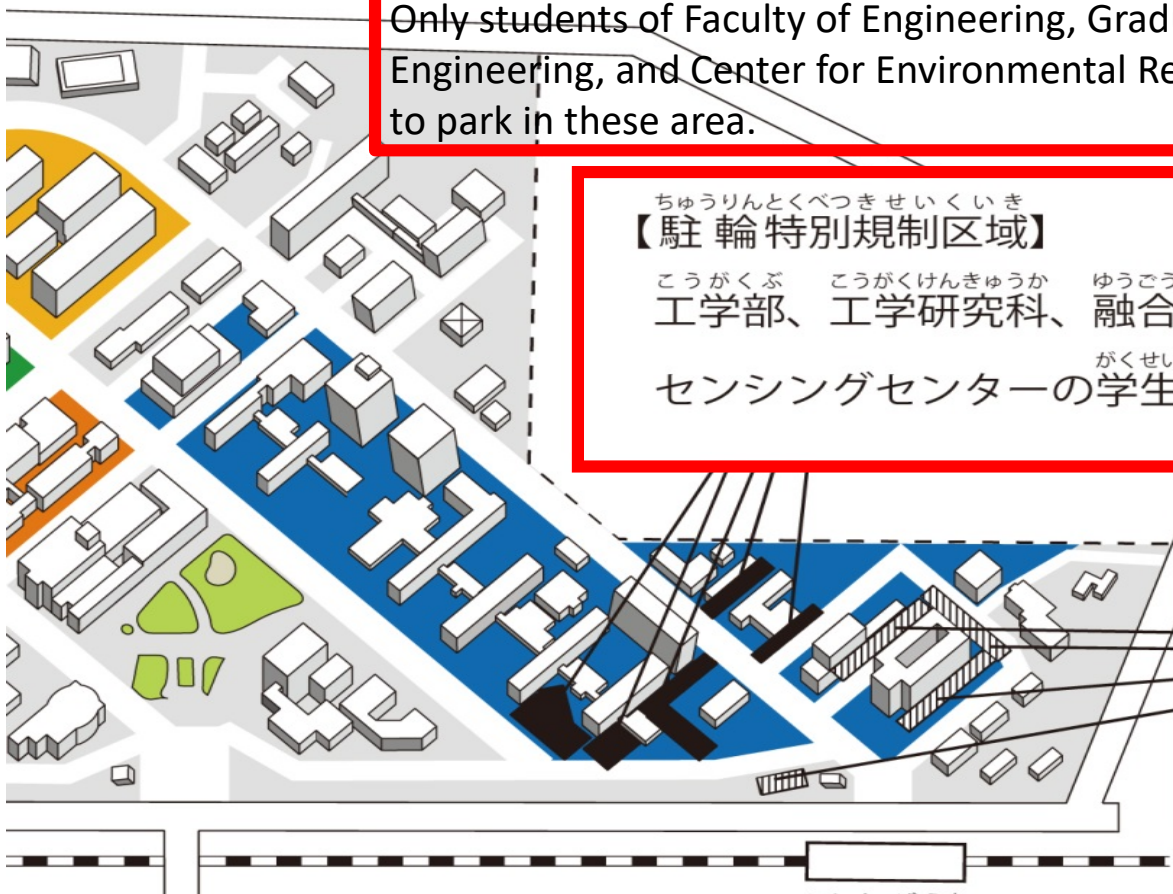 Only students of Faculty of Engineering, Grad
Engineering, and Center for Environmental Re
to park in these area.
ちゅうりんとくべつきせいくいき
【駐輪特別規制区域】
こうがくぶ こうがくけんきゅうか ゆうごう
工学部、工学研究科、融合
がくせい
センシングセンターの学生